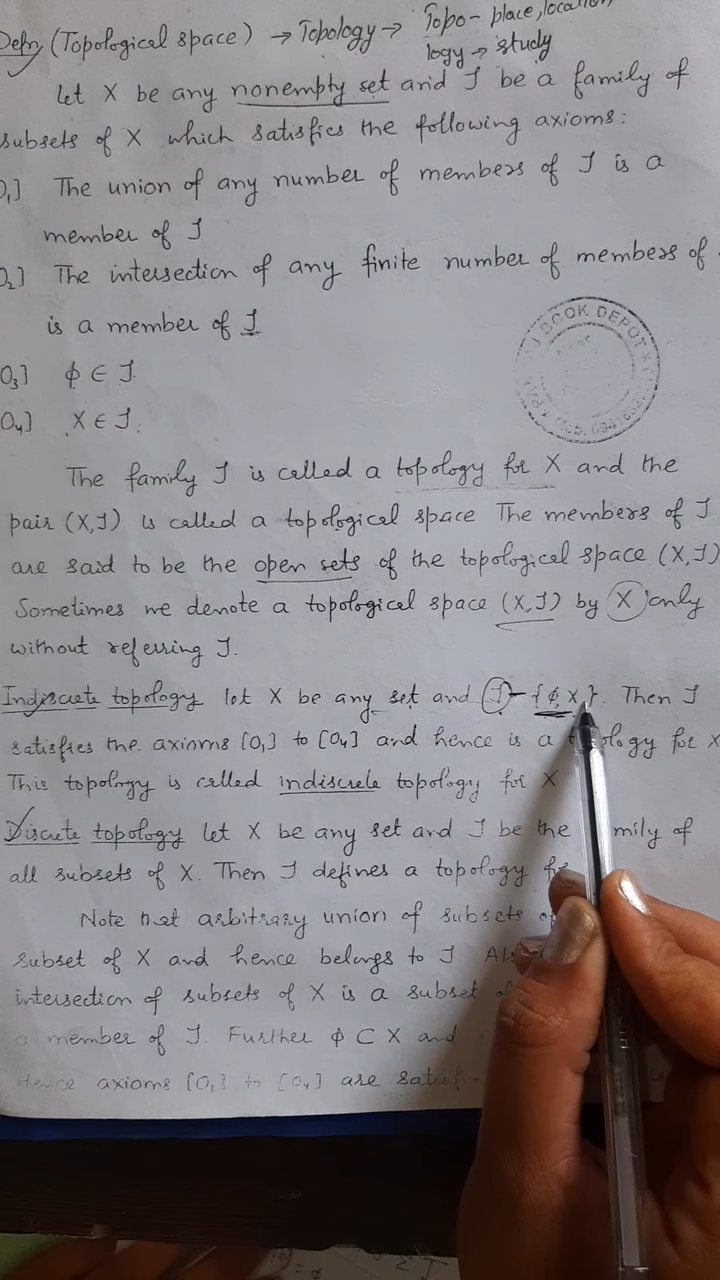 Defn (Topological space) → Topology → Topo - place, location
logy → study
Let X be any nonempty set and J be a family of
subsets of X which satisfies the following axioms:
O1] The union of any number of members of J is a
member of J
O2] The intersection of any finite number of members of
is a member of J
BOOK DEPOT
O3] ϕ ∈ J.
O4] X ∈ J.
The family J is called a topology for X and the
pair (X,J) is called a topological space The members of J
are said to be the open sets of the topological space (X,J)
Sometimes we denote a topological space (X,J) by X only
without referring J.
Indiscrete topology let X be any set and J = {ϕ, X}. Then J
satisfies the axioms [O1] to [O4] and hence is a topology for X
This topology is called indiscrete topology for X
Discrete topology Let X be any set and J be the family of
all subsets of X. Then J defines a topology for
Note that arbitrary union of subsets of
subset of X and hence belongs to J.
intersection of subsets of X is a subset
a member of J. Further ϕ ⊂ X and
Hence axioms [O1] to [O4] are